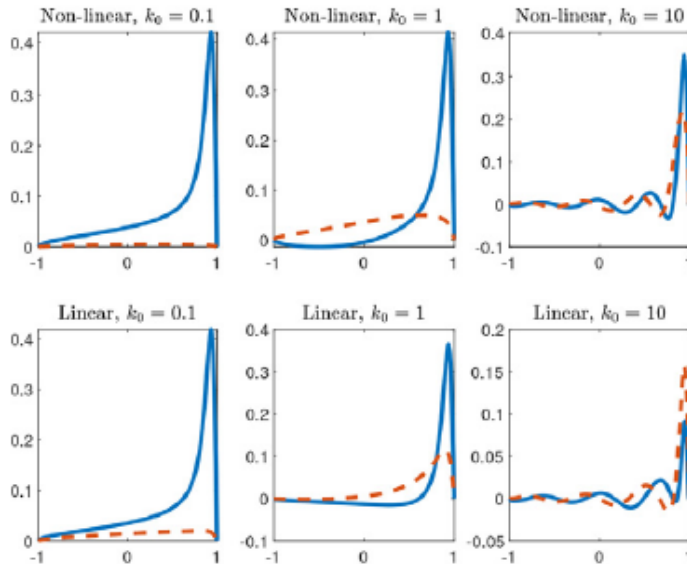 Non-linear, k₀ = 0.1
0.4
0.3
0.2
0.1
0
-1 0 1
Non-linear, k₀ = 1
0.4
0.3
0.2
0.1
0
-1 0 1
Non-linear, k₀ = 10
0.4
0.3
0.2
0.1
0
-0.1
-1 0 1
Linear, k₀ = 0.1
0.4
0.3
0.2
0.1
0
-1 0 1
Linear, k₀ = 1
0.4
0.3
0.2
0.1
0
-0.1
-1 0 1
Linear, k₀ = 10
0.2
0.15
0.1
0.05
0
-0.05
-1 0 1